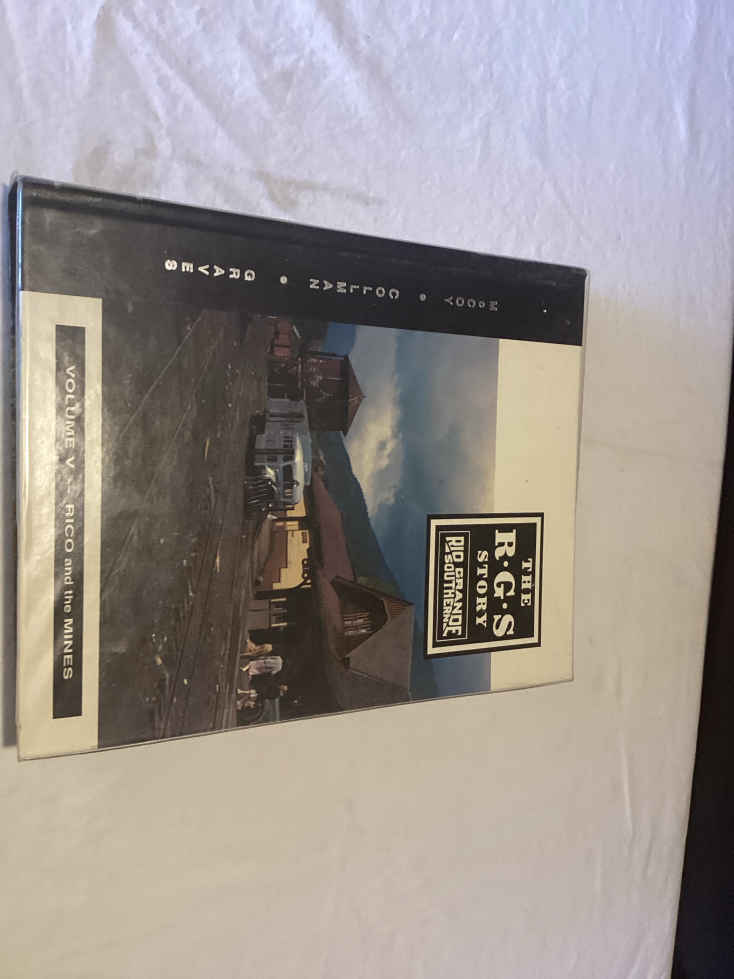 THE
R·G·S
STORY
RIO GRANDE
SOUTHERN
McCOY • COLLMAN • GRAVES
VOLUME V — RICO and the MINES